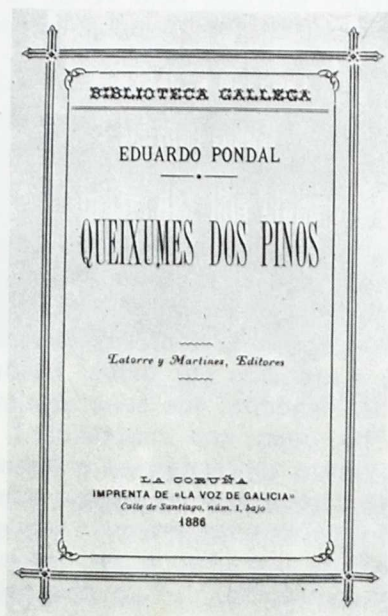 BIBLIOTECA GALLEGA
EDUARDO PONDAL
QUEIXUMES DOS PINOS
Latorre y Martinez, Editores
LA CORUÑA
IMPRENTA DE «LA VOZ DE GALICIA»
Calle de Santiago, núm. 1, bajo
1886